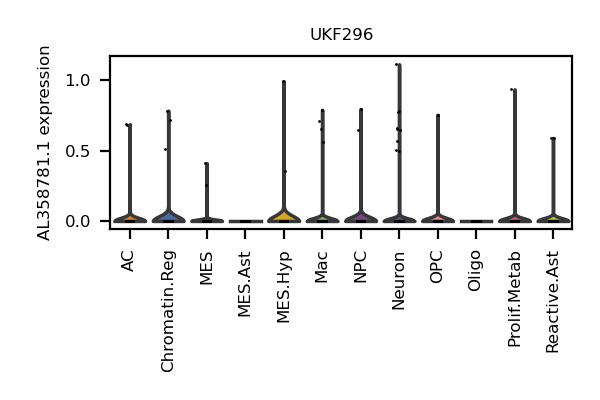 UKF296
AL358781.1 expression
1.0
0.5
0.0
AC
Chromatin.Reg
MES
MES.Ast
MES.Hyp
Mac
NPC
Neuron
OPC
Oligo
Prolif.Metab
Reactive.Ast